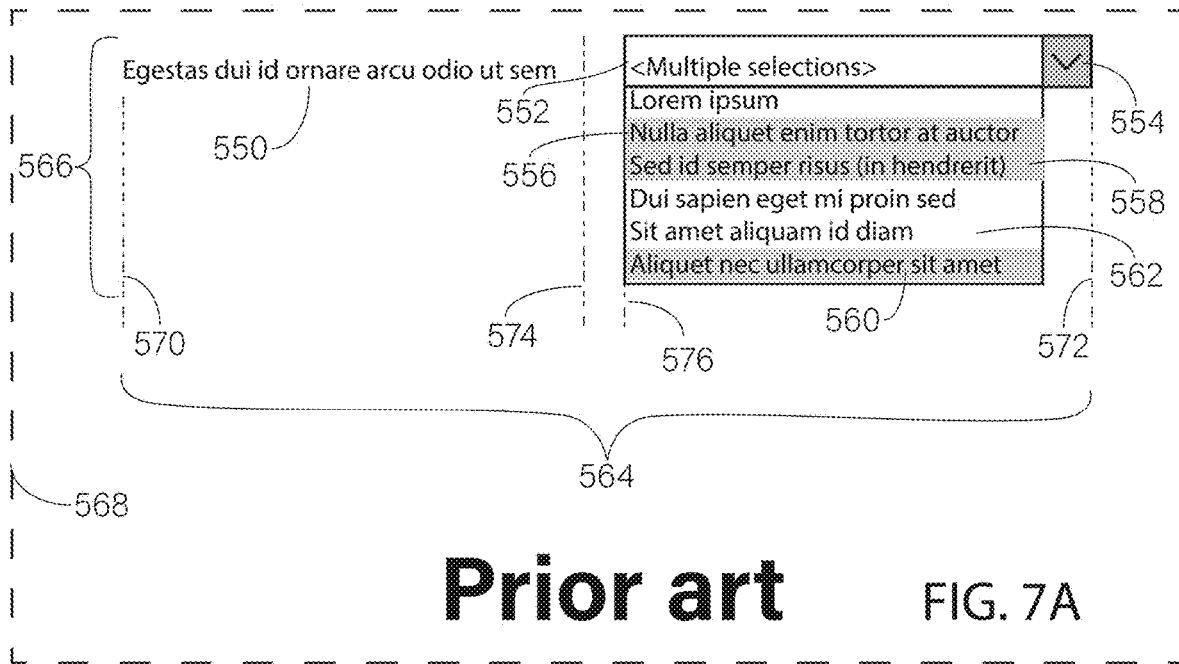 Egestas dui id ornare arcu odio ut sem
<Multiple selections>
552
554
Lorem ipsum
550
Nulla aliquet enim tortor at auctor
566
556
Sed id semper risus (in hendrerit)
558
Dui sapien eget mi proin sed
Sit amet aliquam id diam
562
Aliquet nec ullamcorper sit amet
560
570
574
576
572
564
568
Prior art
FIG. 7A